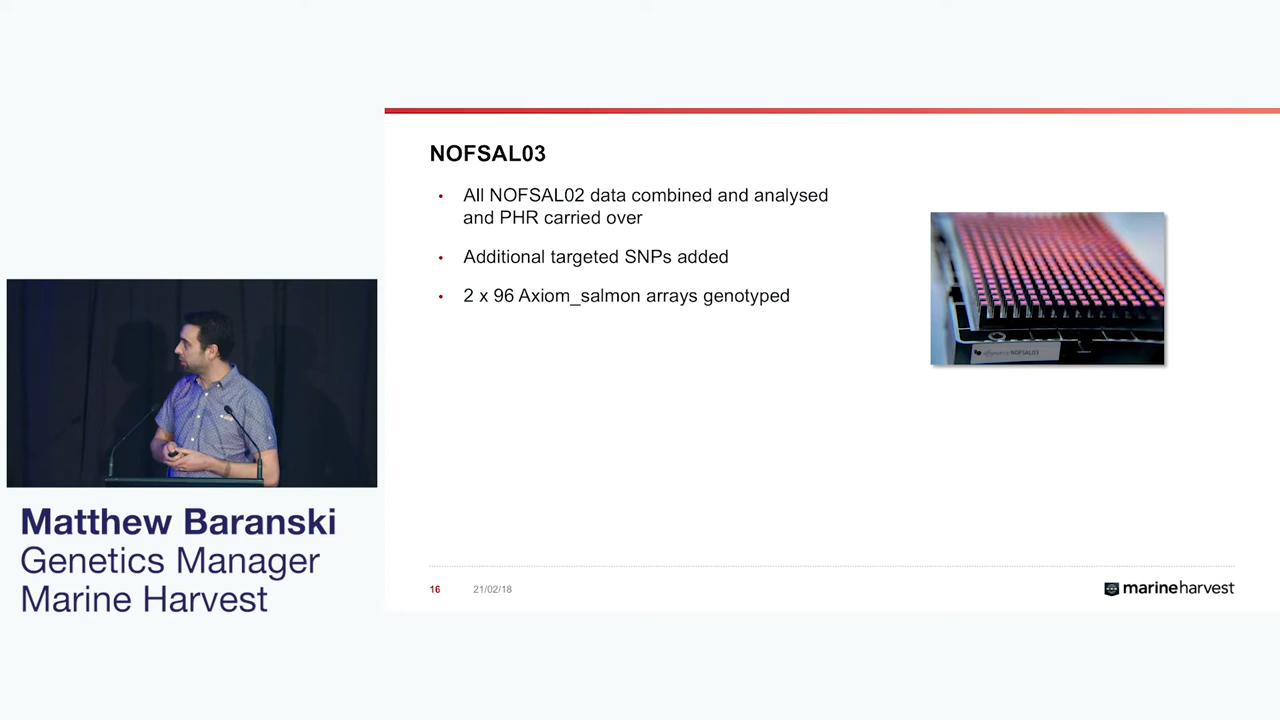 NOFSAL03
• All NOFSAL02 data combined and analysed
and PHR carried over
• Additional targeted SNPs added
• 2 x 96 Axiom_salmon arrays genotyped
NOFSAL03
Matthew Baranski
Genetics Manager
Marine Harvest
16 21/02/18
marineharvest